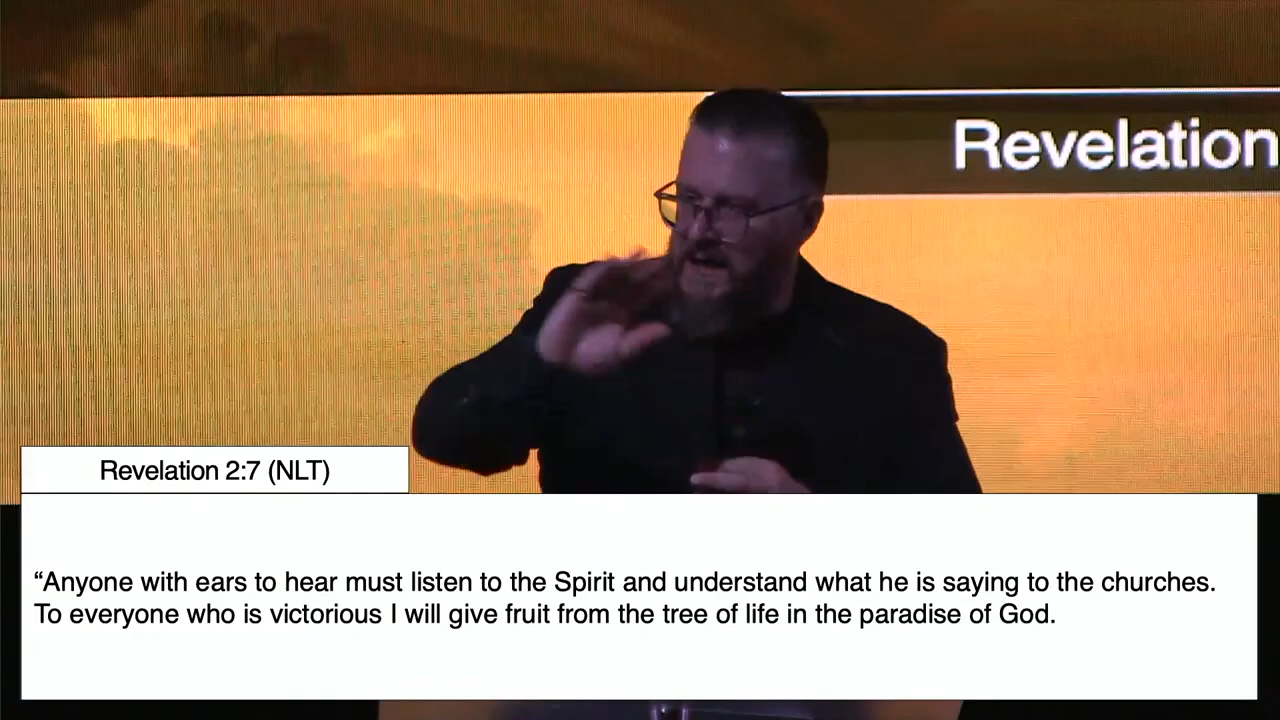 Revelation
Revelation 2:7 (NLT)
“Anyone with ears to hear must listen to the Spirit and understand what he is saying to the churches.
To everyone who is victorious I will give fruit from the tree of life in the paradise of God.